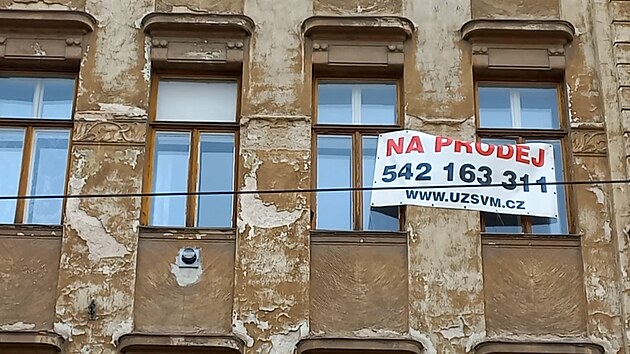 NA PRODEJ
542 163 311
WWW.UZSVM.CZ